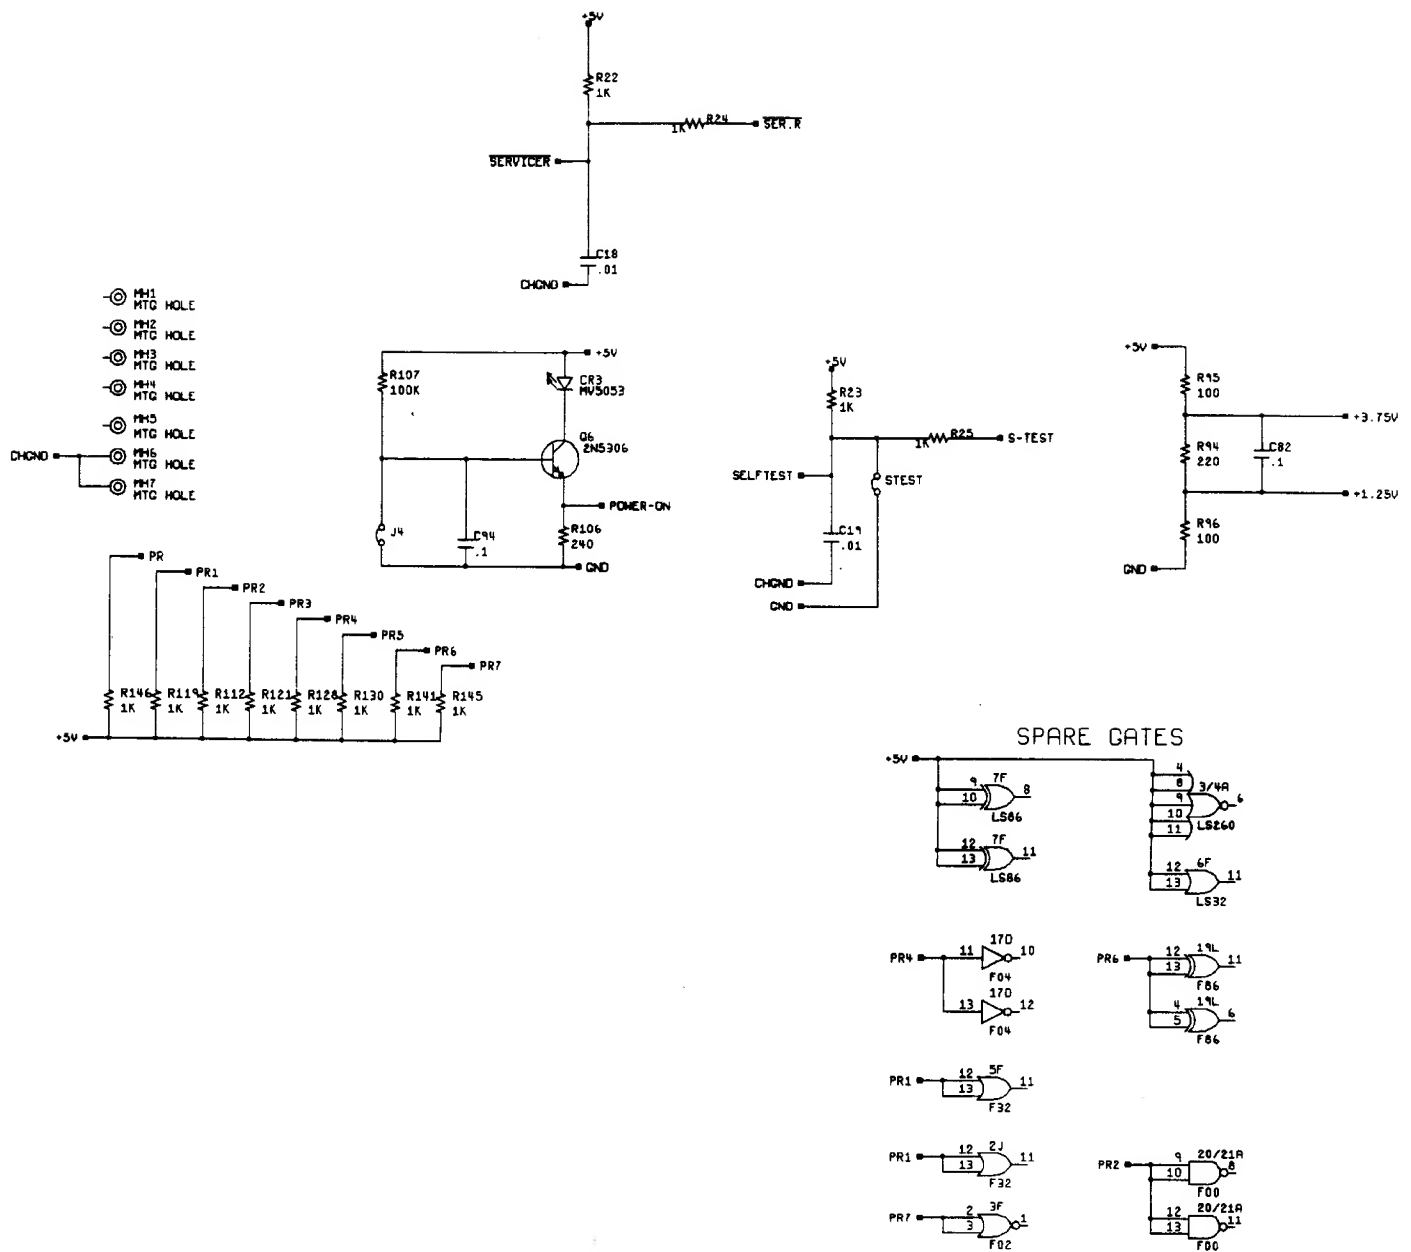 +5V
R22
1K
1K
R24
SER.R
SERVICER
C18
.01
CHGND
MH1
MTG HOLE
MH2
MTG HOLE
MH3
MTG HOLE
MH4
MTG HOLE
MH5
MTG HOLE
CHGND
MH6
MTG HOLE
MH7
MTG HOLE
+5V
R107
100K
CR3
MV5053
Q6
2N5306
POWER-ON
J4
C94
.1
R106
240
GND
+5V
R23
1K
1K
R25
S-TEST
SELFTEST
STEST
C19
.01
CHGND
GND
+5V
R95
100
+3.75V
R94
220
C82
.1
+1.25V
R96
100
GND
PR
PR1
PR2
PR3
PR4
PR5
PR6
PR7
R146
1K
R119
1K
R112
1K
R121
1K
R128
1K
R130
1K
R141
1K
R145
1K
+5V
SPARE GATES
+5V
9
10
7F
8
LS86
12
13
7F
11
LS86
4
8
9
10
11
3/4A
6
LS260
12
13
6F
11
LS32
PR4
11
17D
10
F04
13
17D
12
F04
PR6
12
13
19L
11
F86
4
5
19L
6
F86
PR1
12
13
5F
11
F32
PR1
12
13
2J
11
F32
PR2
9
10
20/21A
8
F00
12
13
20/21A
11
F00
PR7
2
3
3F
1
F02